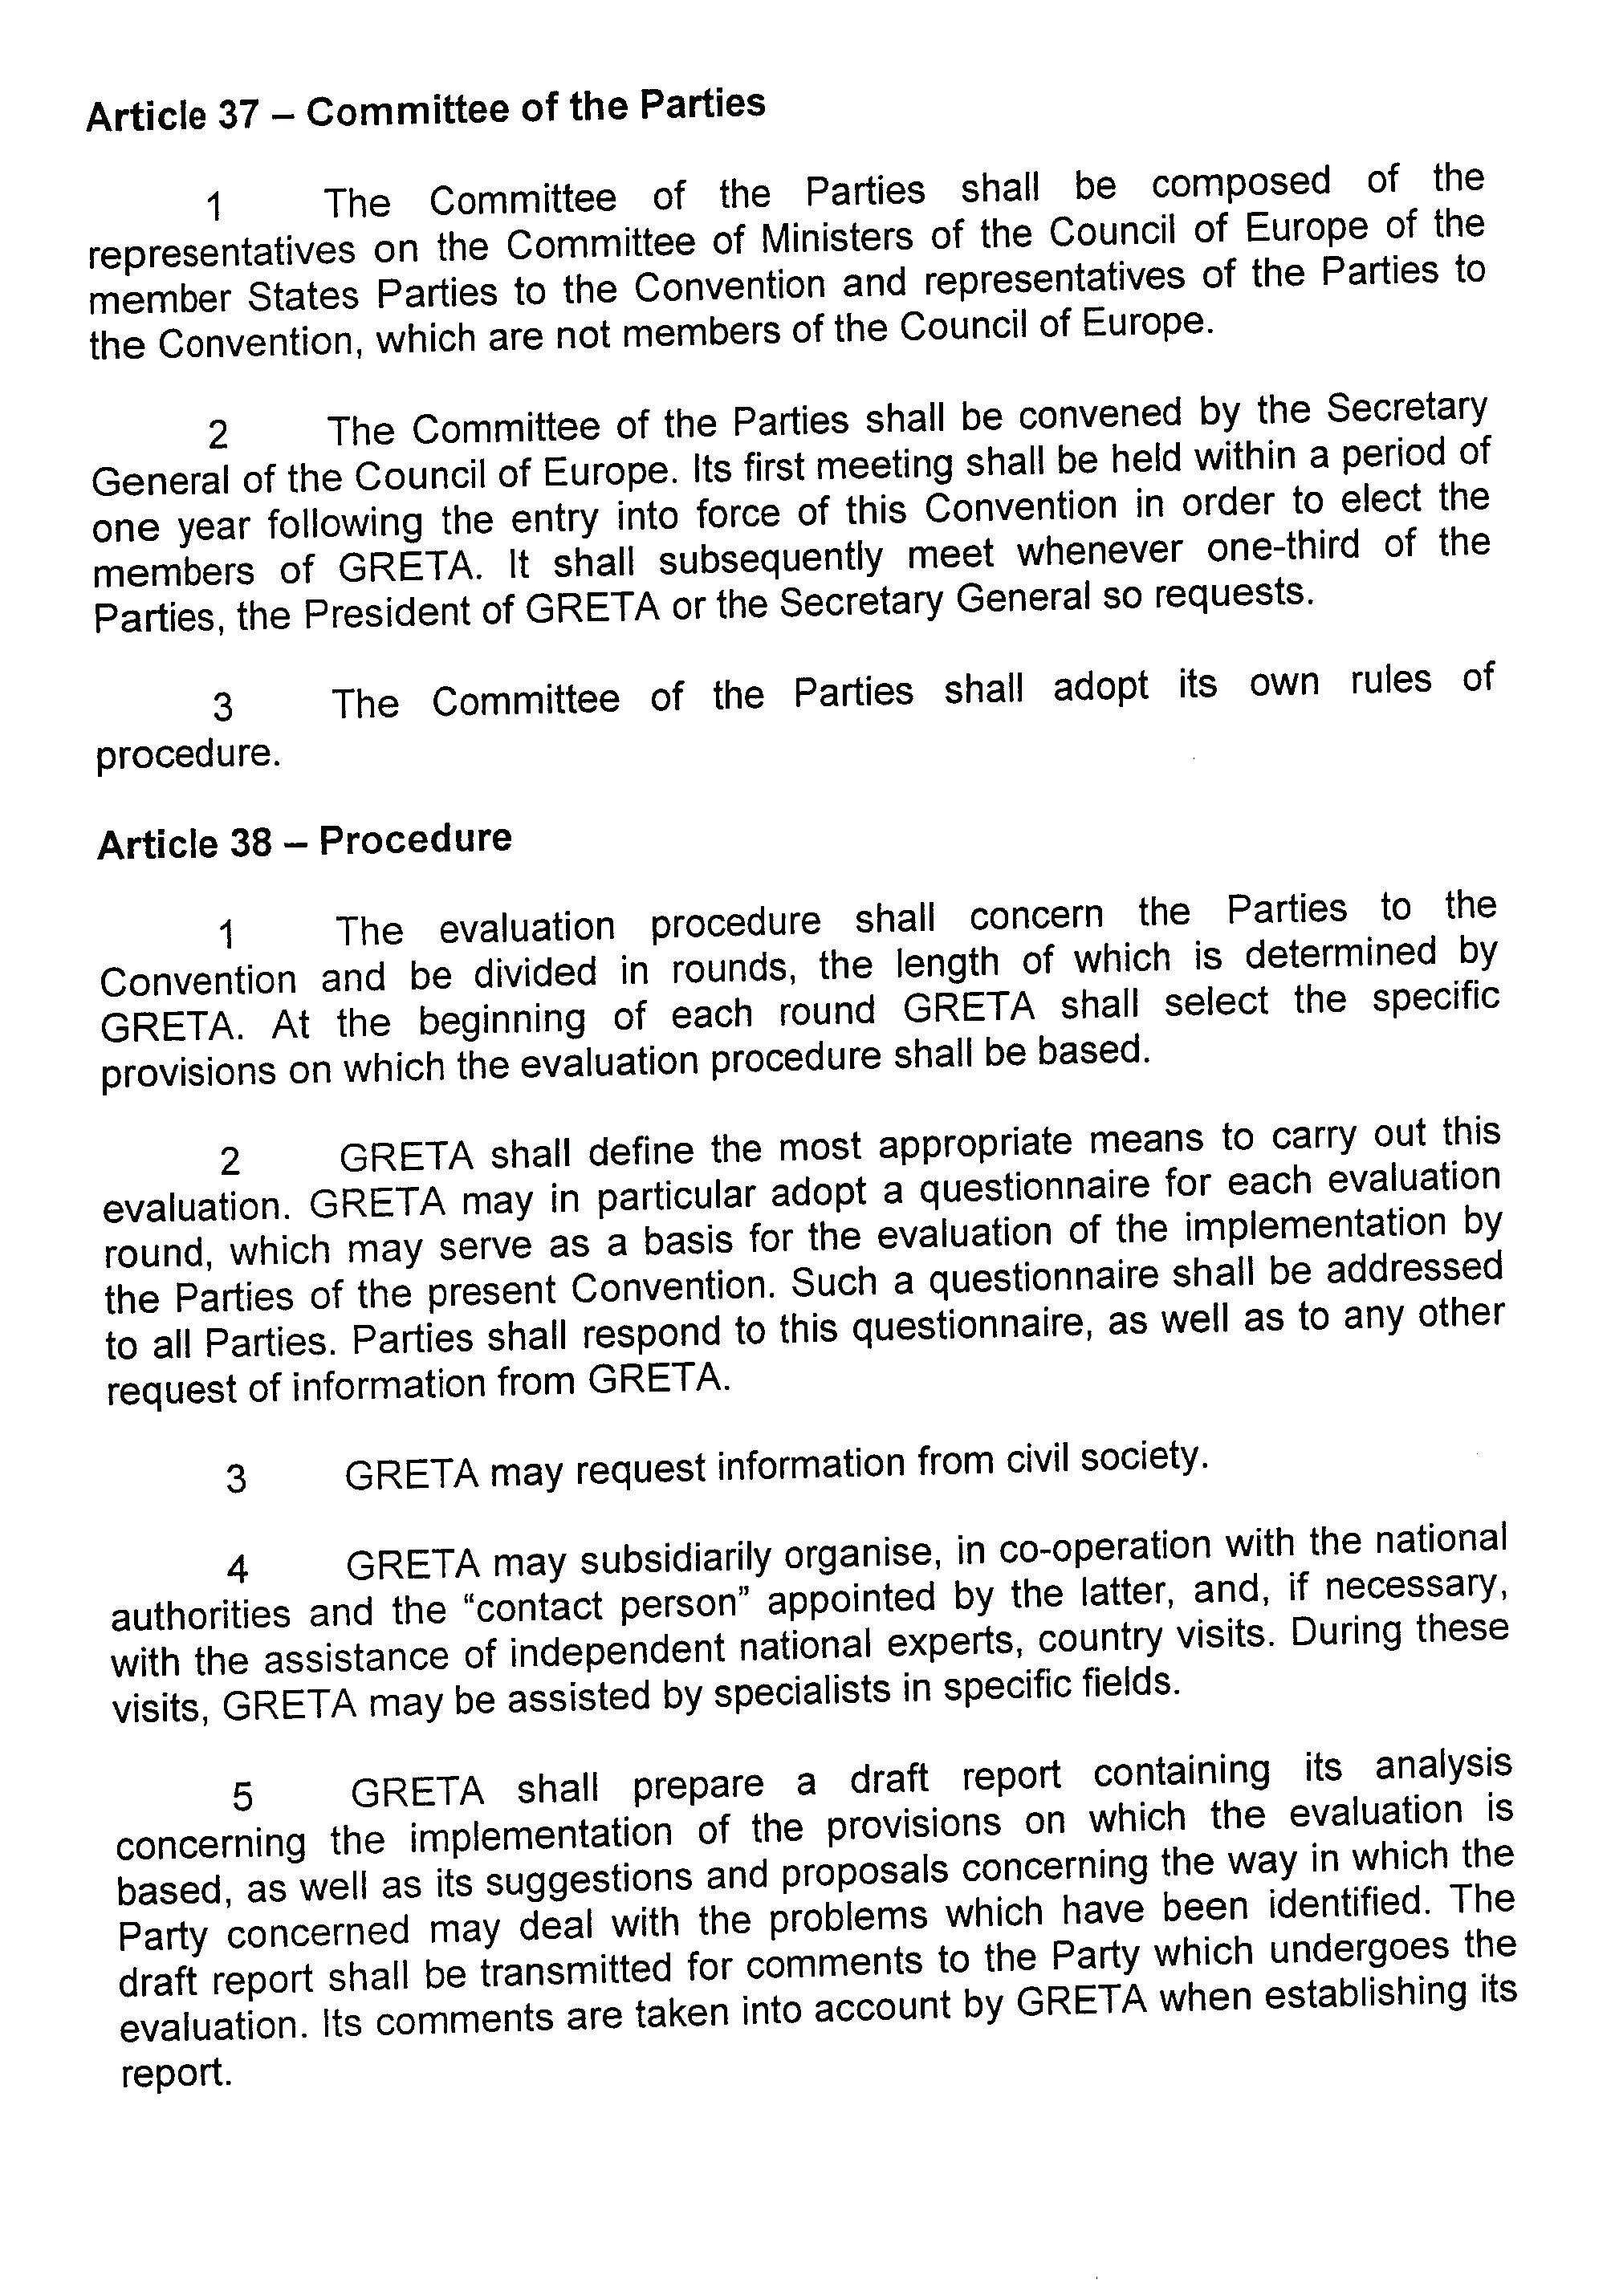 Article 37 – Committee of the Parties
1 The Committee of the Parties shall be composed of the
representatives on the Committee of Ministers of the Council of Europe of the
member States Parties to the Convention and representatives of the Parties to
the Convention, which are not members of the Council of Europe.
2 The Committee of the Parties shall be convened by the Secretary
General of the Council of Europe. Its first meeting shall be held within a period of
one year following the entry into force of this Convention in order to elect the
members of GRETA. It shall subsequently meet whenever one-third of the
Parties, the President of GRETA or the Secretary General so requests.
3 The Committee of the Parties shall adopt its own rules of
procedure.
Article 38 – Procedure
1 The evaluation procedure shall concern the Parties to the
Convention and be divided in rounds, the length of which is determined by
GRETA. At the beginning of each round GRETA shall select the specific
provisions on which the evaluation procedure shall be based.
2 GRETA shall define the most appropriate means to carry out this
evaluation. GRETA may in particular adopt a questionnaire for each evaluation
round, which may serve as a basis for the evaluation of the implementation by
the Parties of the present Convention. Such a questionnaire shall be addressed
to all Parties. Parties shall respond to this questionnaire, as well as to any other
request of information from GRETA.
3 GRETA may request information from civil society.
4 GRETA may subsidiarily organise, in co-operation with the national
authorities and the “contact person” appointed by the latter, and, if necessary,
with the assistance of independent national experts, country visits. During these
visits, GRETA may be assisted by specialists in specific fields.
5 GRETA shall prepare a draft report containing its analysis
concerning the implementation of the provisions on which the evaluation is
based, as well as its suggestions and proposals concerning the way in which the
Party concerned may deal with the problems which have been identified. The
draft report shall be transmitted for comments to the Party which undergoes the
evaluation. Its comments are taken into account by GRETA when establishing its
report.